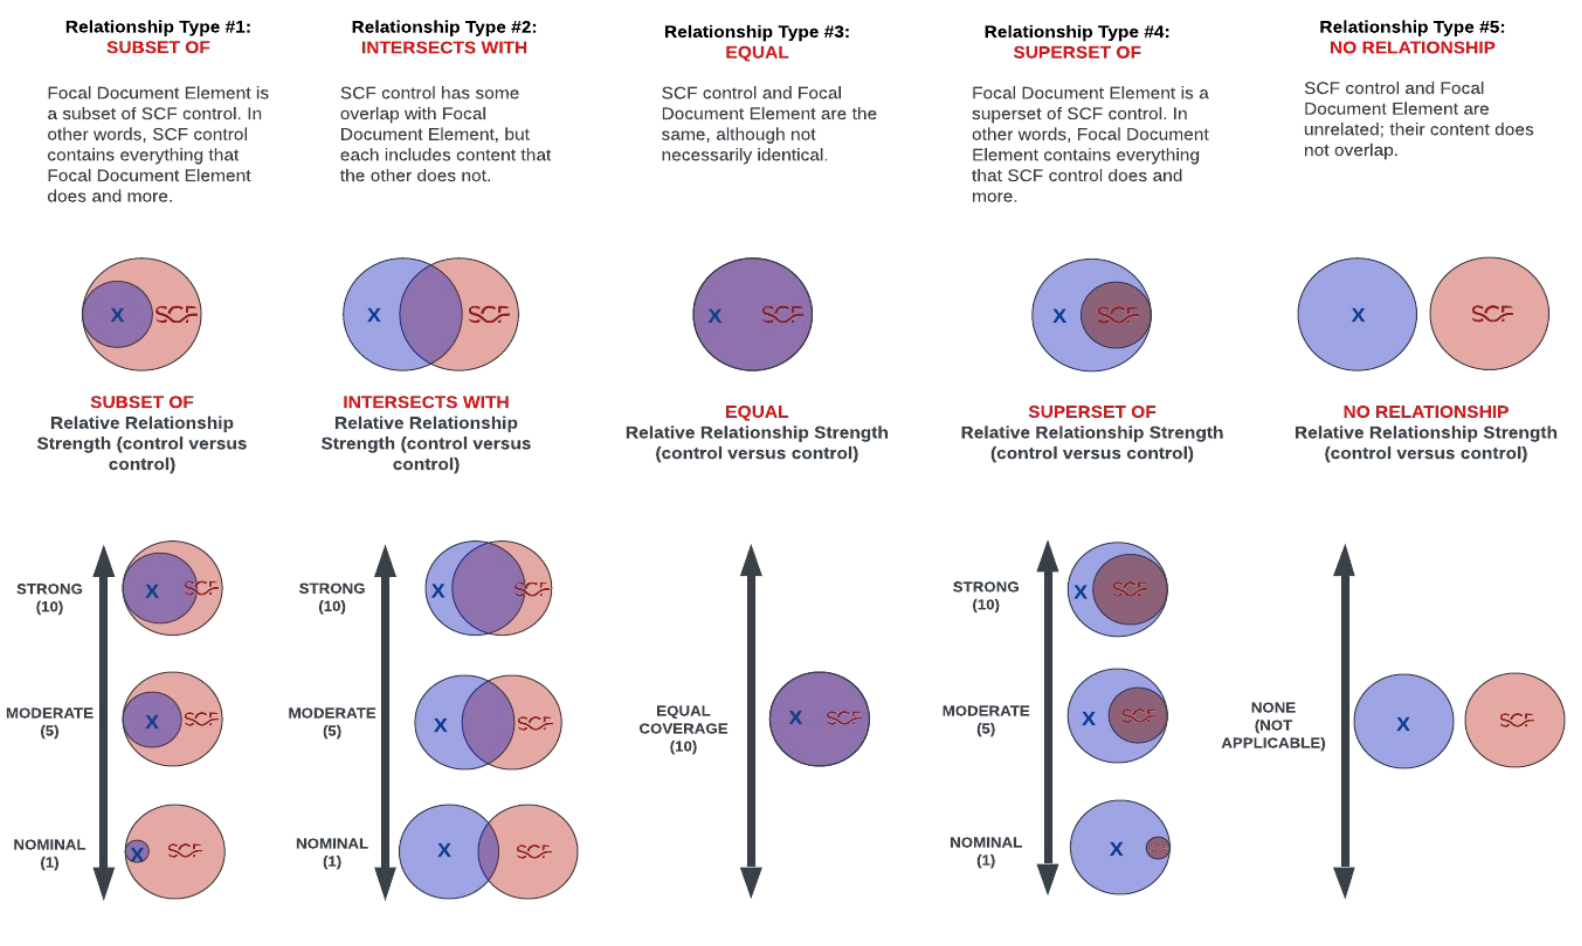 Relationship Type #1:
SUBSET OF
Focal Document Element is
a subset of SCF control. In
other words, SCF control
contains everything that
Focal Document Element
does and more.
X
SCF
SUBSET OF
Relative Relationship
Strength (control versus
control)
STRONG
(10)
X
SCF
MODERATE
(5)
X
SCF
NOMINAL
(1)
X
SCF
Relationship Type #2:
INTERSECTS WITH
SCF control has some
overlap with Focal
Document Element, but
each includes content that
the other does not.
X
SCF
INTERSECTS WITH
Relative Relationship
Strength (control versus
control)
STRONG
(10)
X
SCF
MODERATE
(5)
X
SCF
NOMINAL
(1)
X
SCF
Relationship Type #3:
EQUAL
SCF control and Focal
Document Element are the
same, although not
necessarily identical.
X
SCF
EQUAL
Relative Relationship Strength
(control versus control)
EQUAL
COVERAGE
(10)
X
SCF
Relationship Type #4:
SUPERSET OF
Focal Document Element is a
superset of SCF control. In
other words, Focal Document
Element contains everything
that SCF control does and
more.
X
SCF
SUPERSET OF
Relative Relationship Strength
(control versus control)
STRONG
(10)
X
SCF
MODERATE
(5)
X
SCF
NOMINAL
(1)
X
SCF
Relationship Type #5:
NO RELATIONSHIP
SCF control and Focal
Document Element are
unrelated; their content does
not overlap.
X
SCF
NO RELATIONSHIP
Relative Relationship Strength
(control versus control)
NONE
(NOT
APPLICABLE)
X
SCF